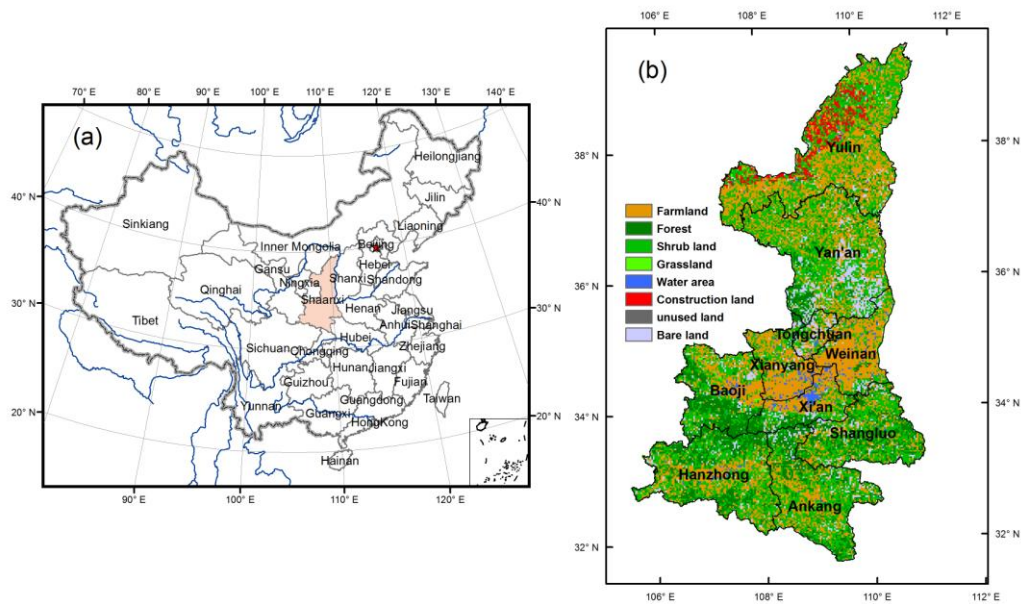 70° E 80° E 90° E 100° E 110° E 120° E 130° E 140° E
(a)
40° N
30° N
20° N
40° N
30° N
20° N
Heilongjiang
Jilin
Liaoning
Sinkiang
Inner Mongolia
Beijing
Hebei
Gansu
Ningxia
Shanxi
Shandong
Qinghai
Shaanxi
Henan
Jiangsu
Anhui
Shanghai
Tibet
Hubei
Sichuan
Chongqing
Zhejiang
Hunan
Jiangxi
Guizhou
Fujian
Yunnan
Guangdong
Taiwan
Guangxi
HongKong
Hainan
90° E 100° E 110° E 120° E
106° E 108° E 110° E 112° E
(b)
38° N
36° N
34° N
32° N
38° N
36° N
34° N
32° N
Farmland
Forest
Shrub land
Grassland
Water area
Construction land
unused land
Bare land
Yulin
Yan'an
Tongchuan
Weinan
Xianyang
Baoji
Xi'an
Shangluo
Hanzhong
Ankang
106° E 108° E 110° E 112° E